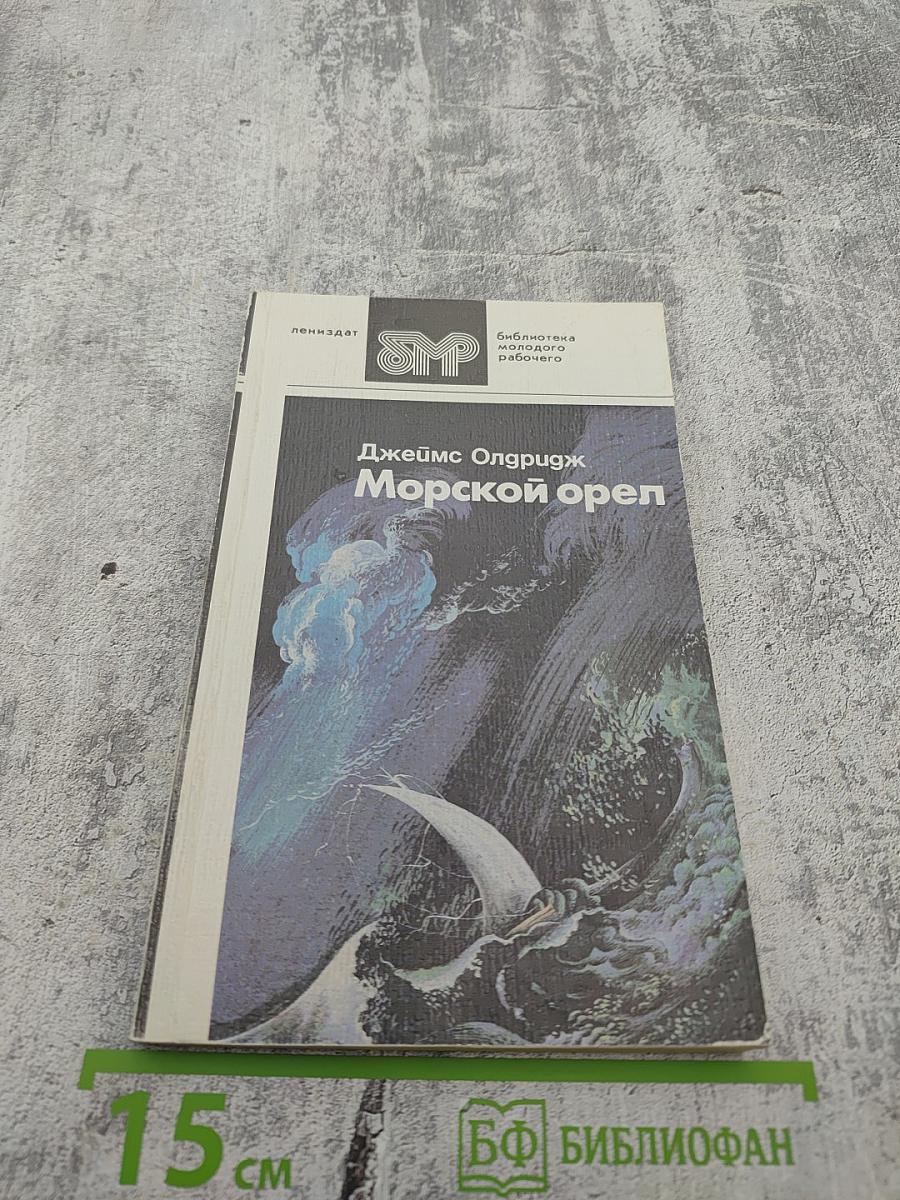 лениздат
бмр
библиотека
молодого
рабочего
Джеймс Олдридж
Морской орел
15 см
БФ БИБЛИОФАН